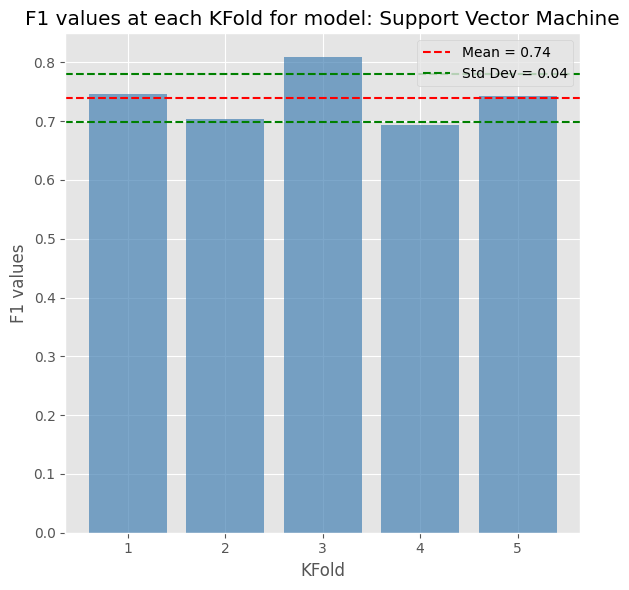 F1 values at each KFold for model: Support Vector Machine
Mean = 0.74
Std Dev = 0.04
F1 values
0.8
0.7
0.6
0.5
0.4
0.3
0.2
0.1
0.0
1 2 3 4 5
KFold